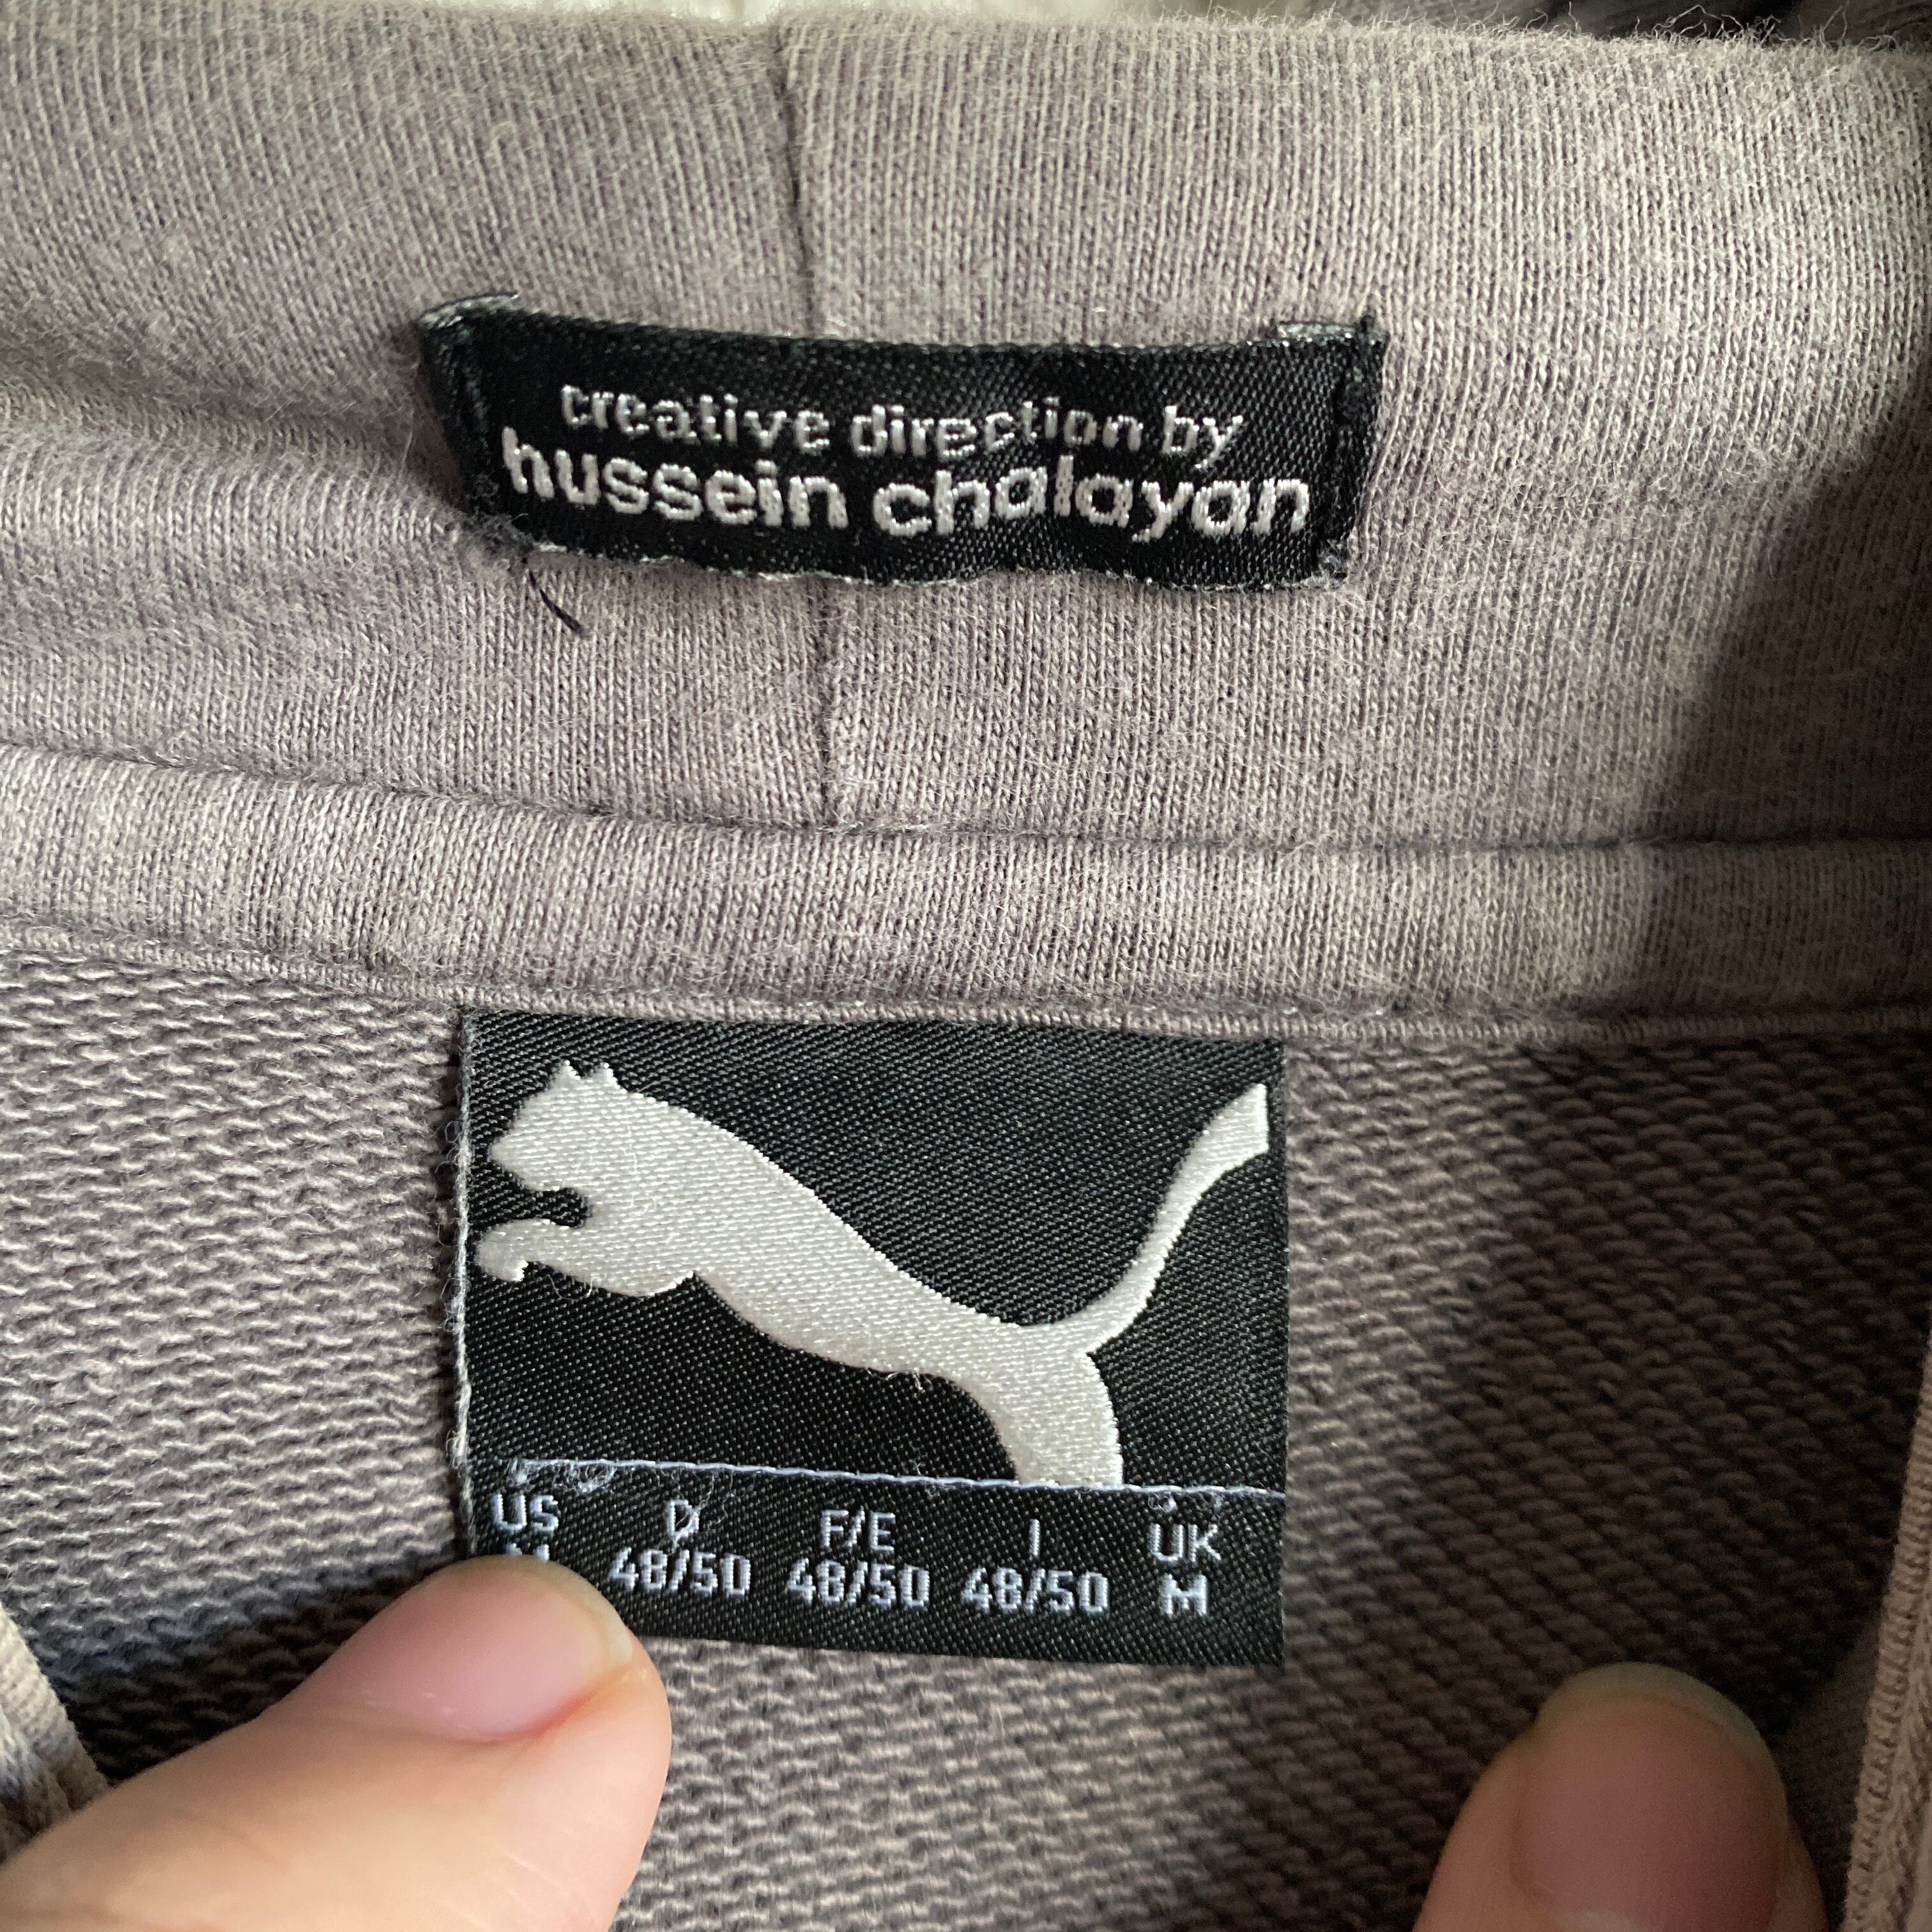 creative direction by
hussein chalayan
US D F/E I UK
48/50 48/50 48/50 M